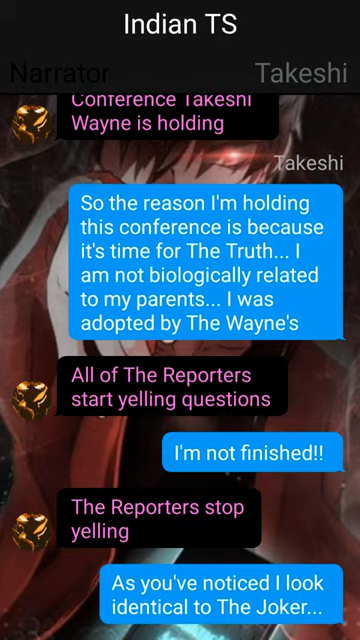 Indian TS
Narrator
Takeshi
Conference Takeshi
Wayne is holding
Takeshi
So the reason I'm holding
this conference is because
it's time for The Truth... I
am not biologically related
to my parents... I was
adopted by The Wayne's
All of The Reporters
start yelling questions
I'm not finished!!
The Reporters stop
yelling
As you've noticed I look
identical to The Joker...